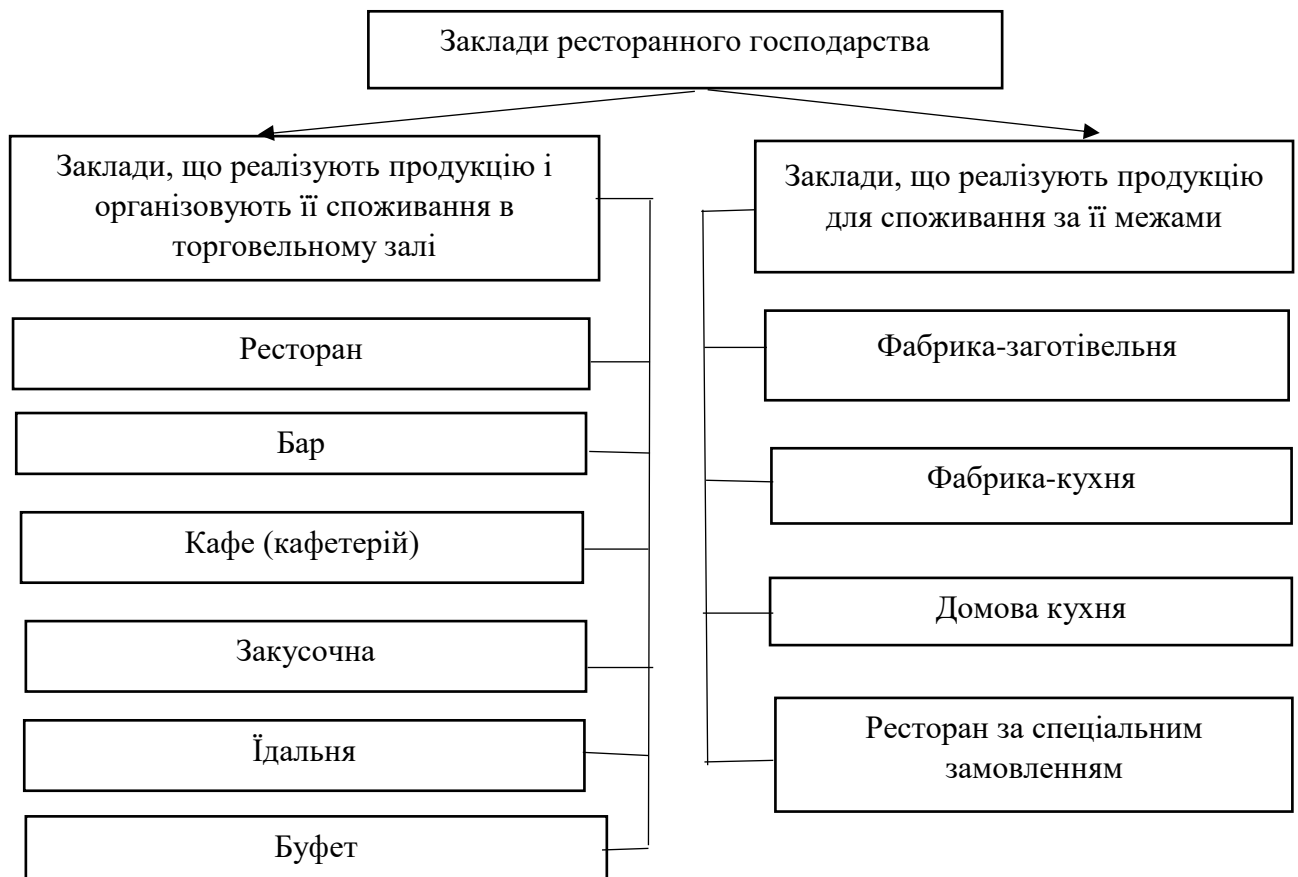 Заклади ресторанного господарства
Заклади, що реалізують продукцію і
організовують її споживання в
торговельному залі
Ресторан
Бар
Кафе (кафетерій)
Закусочна
Їдальня
Буфет
Заклади, що реалізують продукцію
для споживання за її межами
Фабрика-заготівельня
Фабрика-кухня
Домова кухня
Ресторан за спеціальним
замовленням